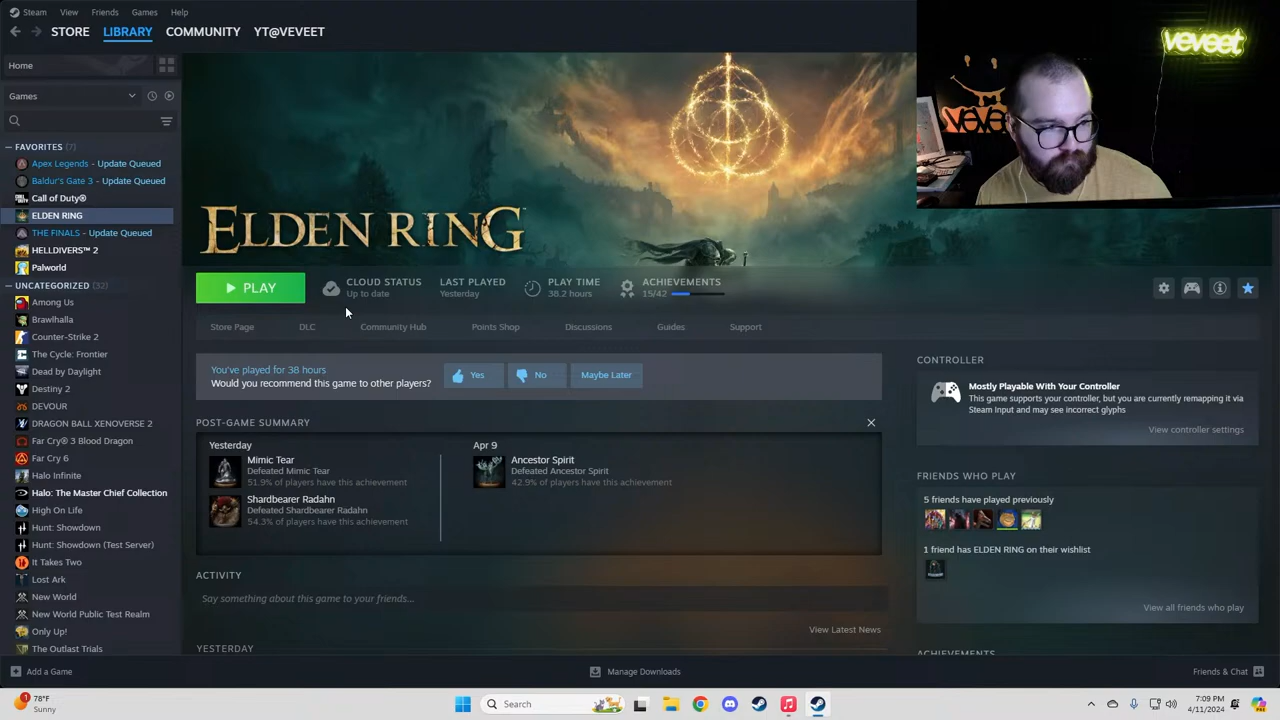 Steam View Friends Games Help
STORE LIBRARY COMMUNITY YT@VEVEET
veveet
Home
Games
FAVORITES (7)
Apex Legends - Update Queued
Baldur's Gate 3 - Update Queued
Call of Duty®
ELDEN RING
THE FINALS - Update Queued
HELLDIVERS™ 2
Palworld
UNCATEGORIZED (32)
Among Us
Brawlhalla
Counter-Strike 2
The Cycle: Frontier
Dead by Daylight
Destiny 2
DEVOUR
DRAGON BALL XENOVERSE 2
Far Cry® 3 Blood Dragon
Far Cry 6
Halo Infinite
Halo: The Master Chief Collection
High On Life
Hunt: Showdown
Hunt: Showdown (Test Server)
It Takes Two
Lost Ark
New World
New World Public Test Realm
Only Up!
The Outlast Trials
ELDEN RING
PLAY
CLOUD STATUS
Up to date
LAST PLAYED
Yesterday
PLAY TIME
38.2 hours
ACHIEVEMENTS
15/42
Store Page DLC Community Hub Points Shop Discussions Guides Support
You've played for 38 hours
Would you recommend this game to other players?
Yes No Maybe Later
POST-GAME SUMMARY
Yesterday
Mimic Tear
Defeated Mimic Tear
51.9% of players have this achievement
Shardbearer Radahn
Defeated Shardbearer Radahn
54.3% of players have this achievement
Apr 9
Ancestor Spirit
Defeated Ancestor Spirit
42.9% of players have this achievement
ACTIVITY
Say something about this game to your friends...
View Latest News
YESTERDAY
CONTROLLER
Mostly Playable With Your Controller
This game supports your controller, but you are currently remapping it via
Steam Input and may see incorrect glyphs
View controller settings
FRIENDS WHO PLAY
5 friends have played previously
1 friend has ELDEN RING on their wishlist
View all friends who play
ACHIEVEMENTS
Add a Game
Manage Downloads
Friends & Chat
1
78°F
Sunny
Search
7:09 PM
4/11/2024